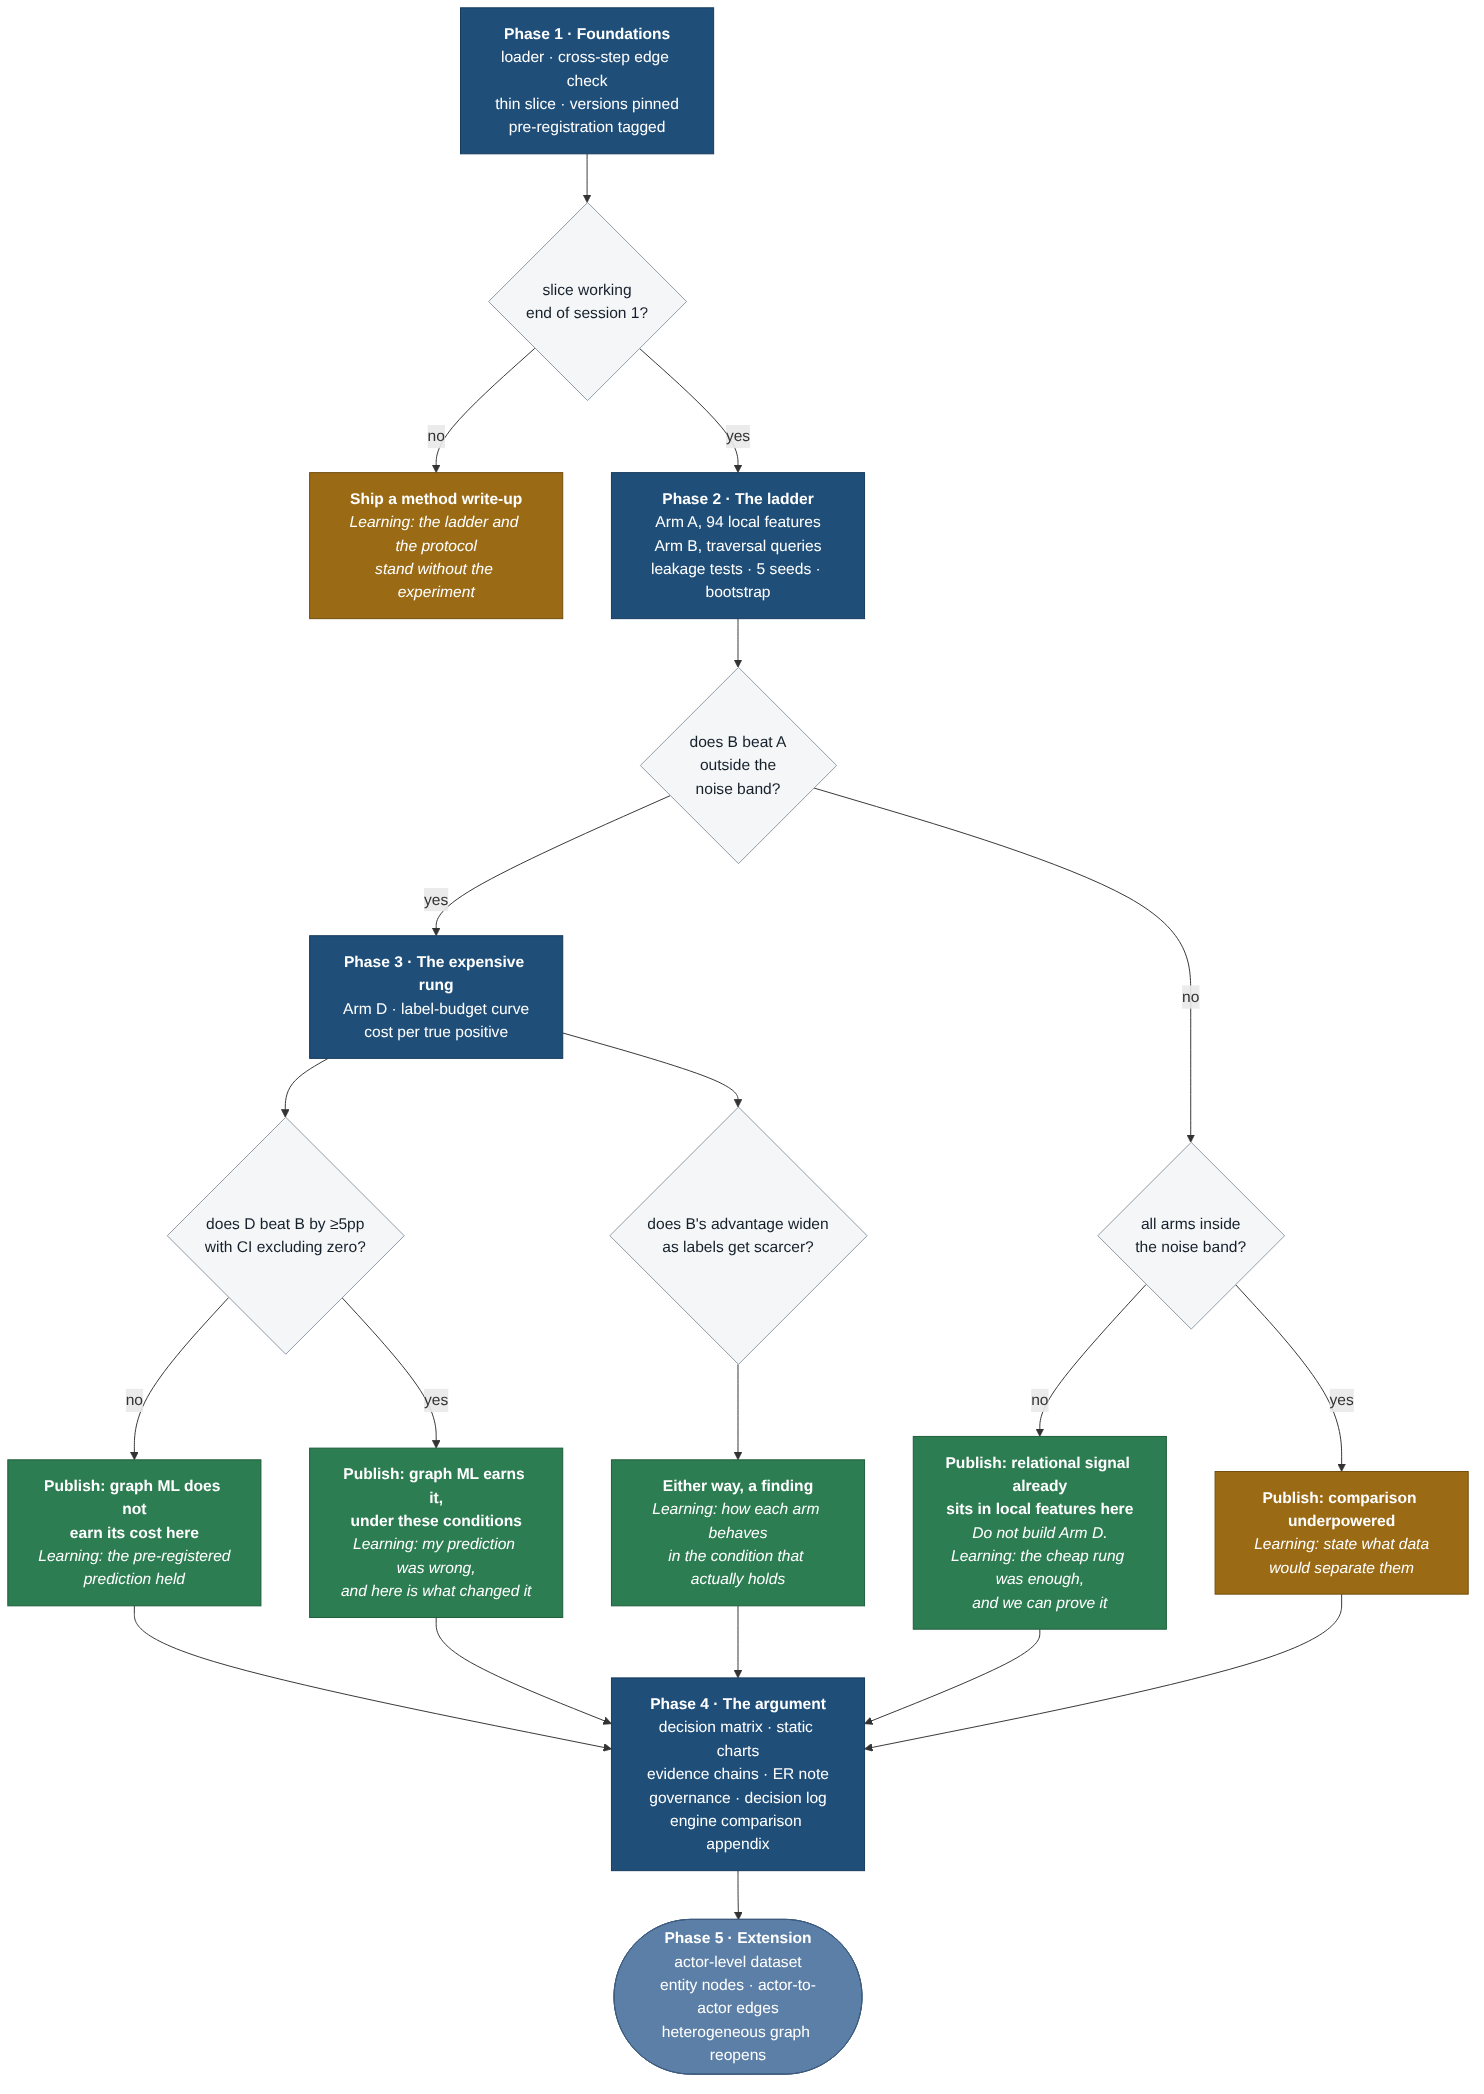 Phase 1 · Foundations
loader · cross-step edge
check
thin slice · versions pinned
pre-registration tagged
slice working
end of session 1?
no
yes
Ship a method write-up
Learning: the ladder and
the protocol
stand without the
experiment
Phase 2 · The ladder
Arm A, 94 local features
Arm B, traversal queries
leakage tests · 5 seeds ·
bootstrap
does B beat A
outside the
noise band?
yes
no
Phase 3 · The expensive
rung
Arm D · label-budget curve
cost per true positive
does D beat B by ≥5pp
with CI excluding zero?
does B's advantage widen
as labels get scarcer?
all arms inside
the noise band?
no
yes
no
yes
Publish: graph ML does
not
earn its cost here
Learning: the pre-registered
prediction held
Publish: graph ML earns
it,
under these conditions
Learning: my prediction
was wrong,
and here is what changed it
Either way, a finding
Learning: how each arm
behaves
in the condition that
actually holds
Publish: relational signal
already
sits in local features here
Do not build Arm D.
Learning: the cheap rung
was enough,
and we can prove it
Publish: comparison
underpowered
Learning: state what data
would separate them
Phase 4 · The argument
decision matrix · static
charts
evidence chains · ER note
governance · decision log
engine comparison
appendix
Phase 5 · Extension
actor-level dataset
entity nodes · actor-to-
actor edges
heterogeneous graph
reopens